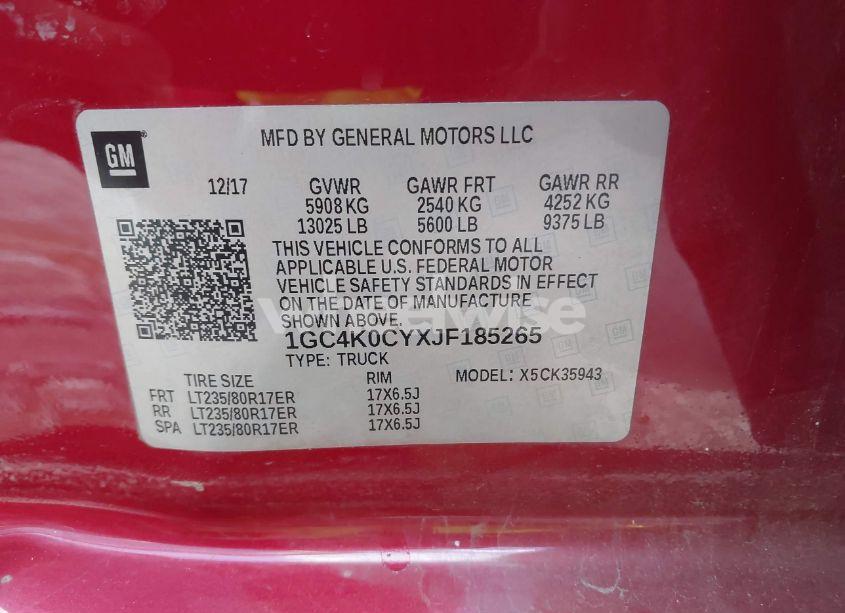 GM
MFD BY GENERAL MOTORS LLC
12/17 GVWR GAWR FRT GAWR RR
5908 KG 2540 KG 4252 KG
13025 LB 5600 LB 9375 LB
THIS VEHICLE CONFORMS TO ALL
APPLICABLE U.S. FEDERAL MOTOR
VEHICLE SAFETY STANDARDS IN EFFECT
ON THE DATE OF MANUFACTURE
SHOWN ABOVE.
1GC4K0CYXJF185265
TYPE: TRUCK MODEL: X5CK35943
TIRE SIZE RIM
FRT LT235/80R17ER 17X6.5J
RR LT235/80R17ER 17X6.5J
SPA LT235/80R17ER 17X6.5J